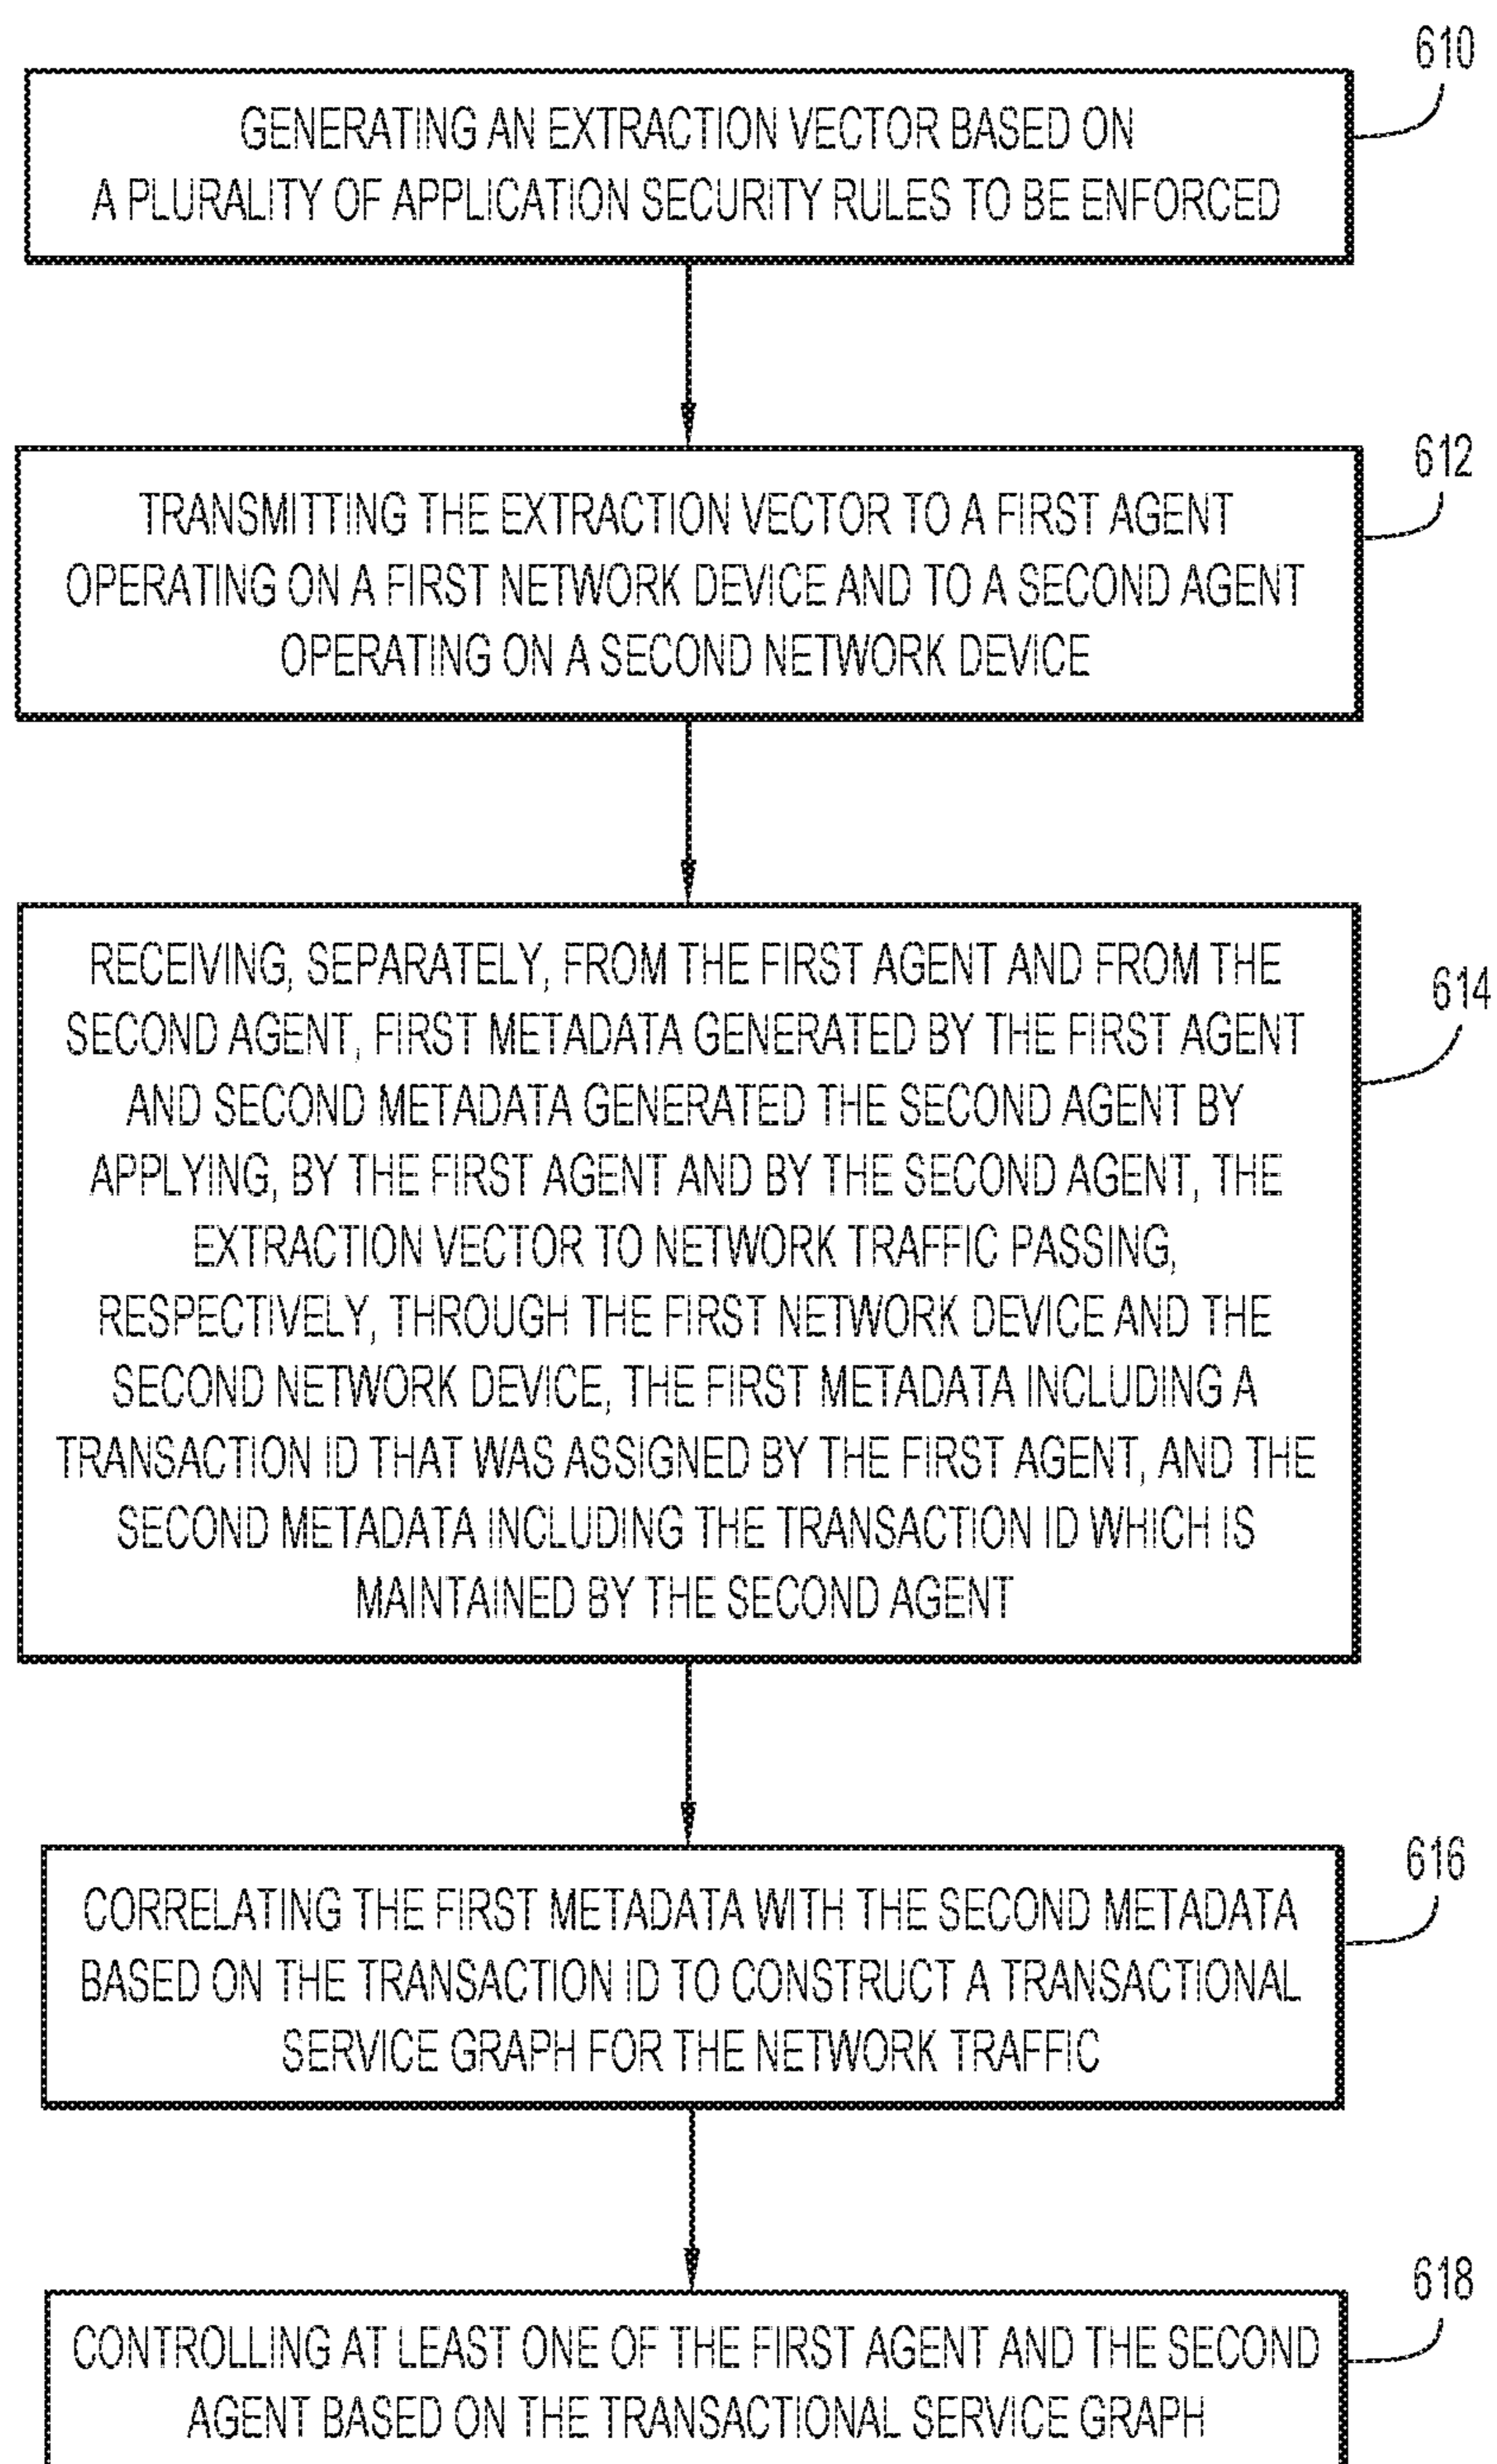 610
GENERATING AN EXTRACTION VECTOR BASED ON
A PLURALITY OF APPLICATION SECURITY RULES TO BE ENFORCED
612
TRANSMITTING THE EXTRACTION VECTOR TO A FIRST AGENT
OPERATING ON A FIRST NETWORK DEVICE AND TO A SECOND AGENT
OPERATING ON A SECOND NETWORK DEVICE
614
RECEIVING, SEPARATELY, FROM THE FIRST AGENT AND FROM THE
SECOND AGENT, FIRST METADATA GENERATED BY THE FIRST AGENT
AND SECOND METADATA GENERATED THE SECOND AGENT BY
APPLYING, BY THE FIRST AGENT AND BY THE SECOND AGENT, THE
EXTRACTION VECTOR TO NETWORK TRAFFIC PASSING,
RESPECTIVELY, THROUGH THE FIRST NETWORK DEVICE AND THE
SECOND NETWORK DEVICE, THE FIRST METADATA INCLUDING A
TRANSACTION ID THAT WAS ASSIGNED BY THE FIRST AGENT, AND THE
SECOND METADATA INCLUDING THE TRANSACTION ID WHICH IS
MAINTAINED BY THE SECOND AGENT
616
CORRELATING THE FIRST METADATA WITH THE SECOND METADATA
BASED ON THE TRANSACTION ID TO CONSTRUCT A TRANSACTIONAL
SERVICE GRAPH FOR THE NETWORK TRAFFIC
618
CONTROLLING AT LEAST ONE OF THE FIRST AGENT AND THE SECOND
AGENT BASED ON THE TRANSACTIONAL SERVICE GRAPH